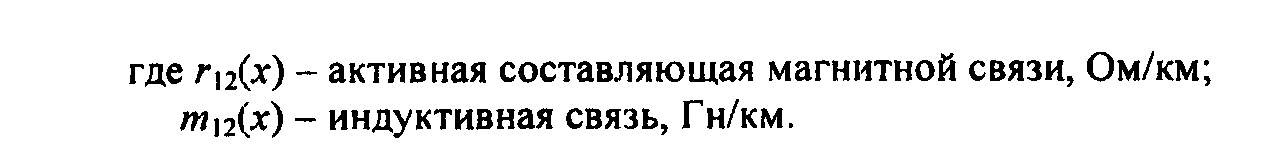 где r₁₂(x) – активная составляющая магнитной связи, Ом/км;
m₁₂(x) – индуктивная связь, Гн/км.